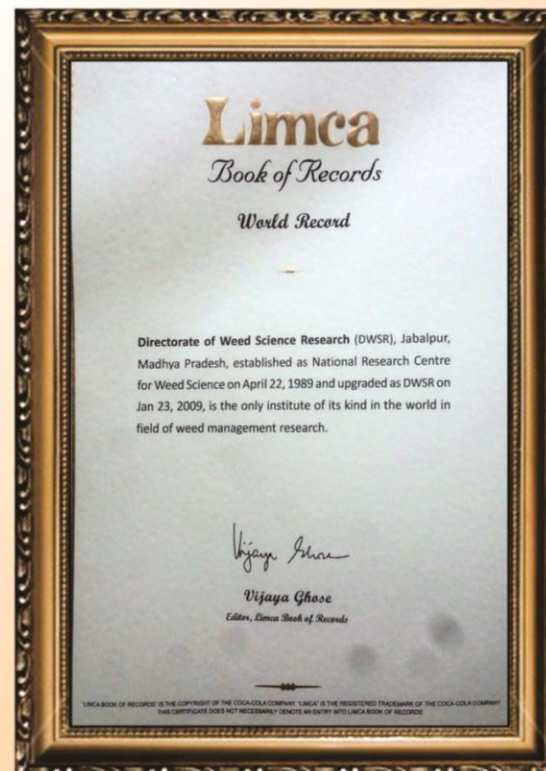 Limca
Book of Records
World Record
Directorate of Weed Science Research (DWSR), Jabalpur,
Madhya Pradesh, established as National Research Centre
for Weed Science on April 22, 1989 and upgraded as DWSR on
Jan 23, 2009, is the only institute of its kind in the world in
field of weed management research.
Vijaya Ghose
Vijaya Ghose
Editor, Limca Book of Records
"LIMCA BOOK OF RECORDS" IS THE COPYRIGHT OF THE COCA-COLA COMPANY. "LIMCA" IS THE REGISTERED TRADEMARK OF THE COCA-COLA COMPANY
THIS CERTIFICATE DOES NOT NECESSARILY DENOTE AN ENTRY INTO LIMCA BOOK OF RECORDS